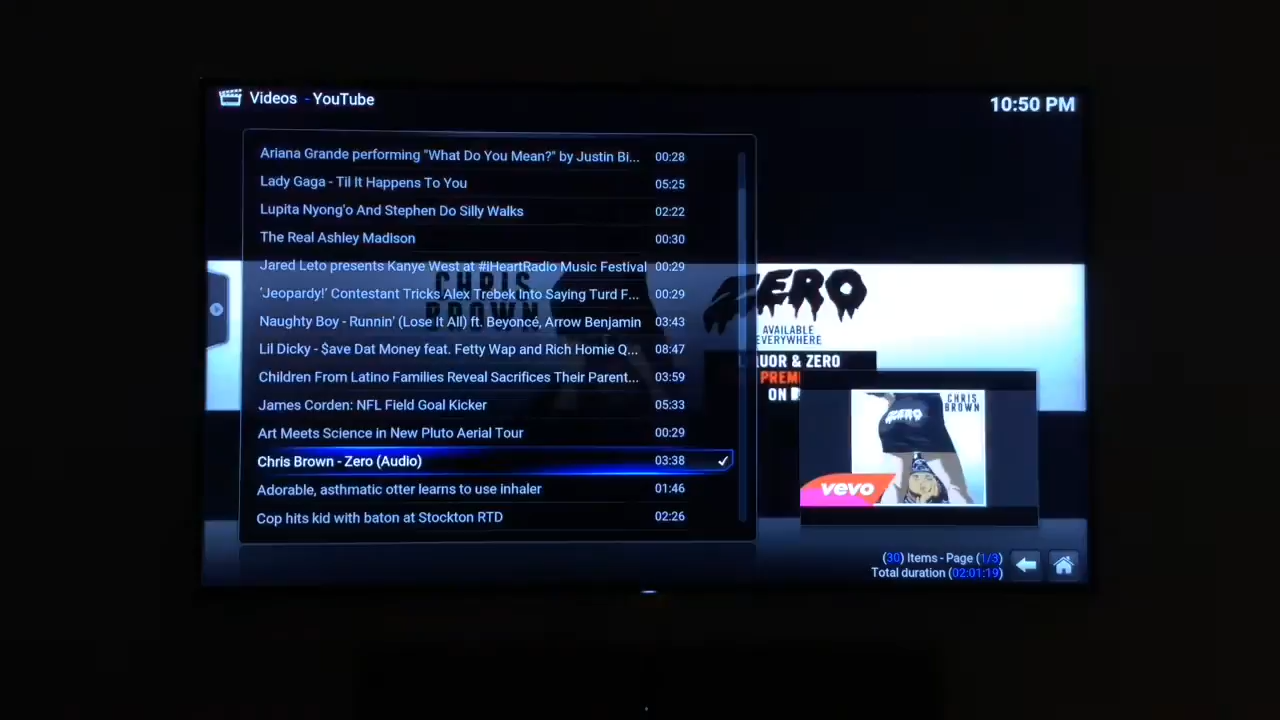 Videos - YouTube
10:50 PM
Ariana Grande performing "What Do You Mean?" by Justin Bi... 00:28
Lady Gaga - Til It Happens To You 05:25
Lupita Nyong'o And Stephen Do Silly Walks 02:22
The Real Ashley Madison 00:30
Jared Leto presents Kanye West at #iHeartRadio Music Festival 00:29
'Jeopardy!' Contestant Tricks Alex Trebek Into Saying Turd F... 00:29
Naughty Boy - Runnin' (Lose It All) ft. Beyoncé, Arrow Benjamin 03:43
Lil Dicky - $ave Dat Money feat. Fetty Wap and Rich Homie Q... 08:47
Children From Latino Families Reveal Sacrifices Their Parent... 03:59
James Corden: NFL Field Goal Kicker 05:33
Art Meets Science in New Pluto Aerial Tour 00:29
Chris Brown - Zero (Audio) 03:38
Adorable, asthmatic otter learns to use inhaler 01:46
Cop hits kid with baton at Stockton RTD 02:26
CHRIS
BROWN
ZERO
AVAILABLE
EVERYWHERE
UOR & ZERO
PREM
ON
ZERO
CHRIS
BROWN
vevo
(30) Items - Page (1/3)
Total duration (02:01:19)